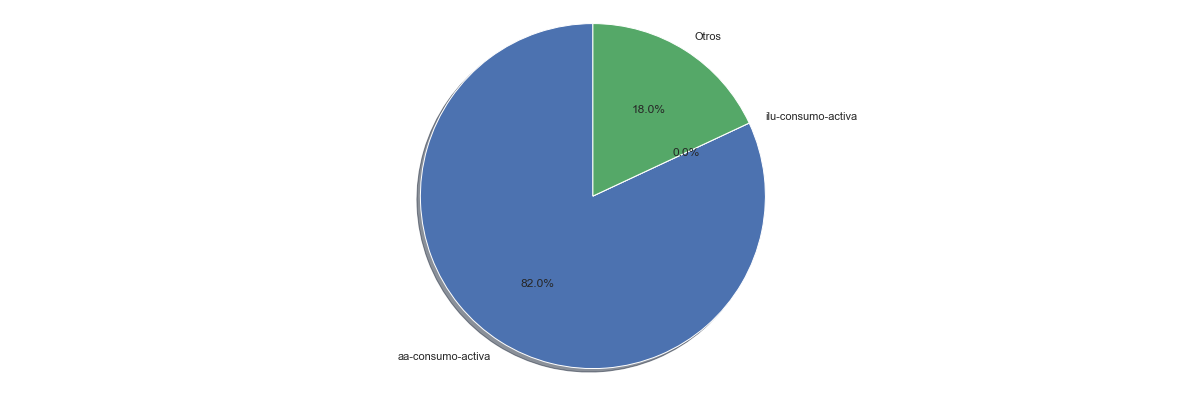 Otros
18.0%
ilu-consumo-activa
0.0%
82.0%
aa-consumo-activa